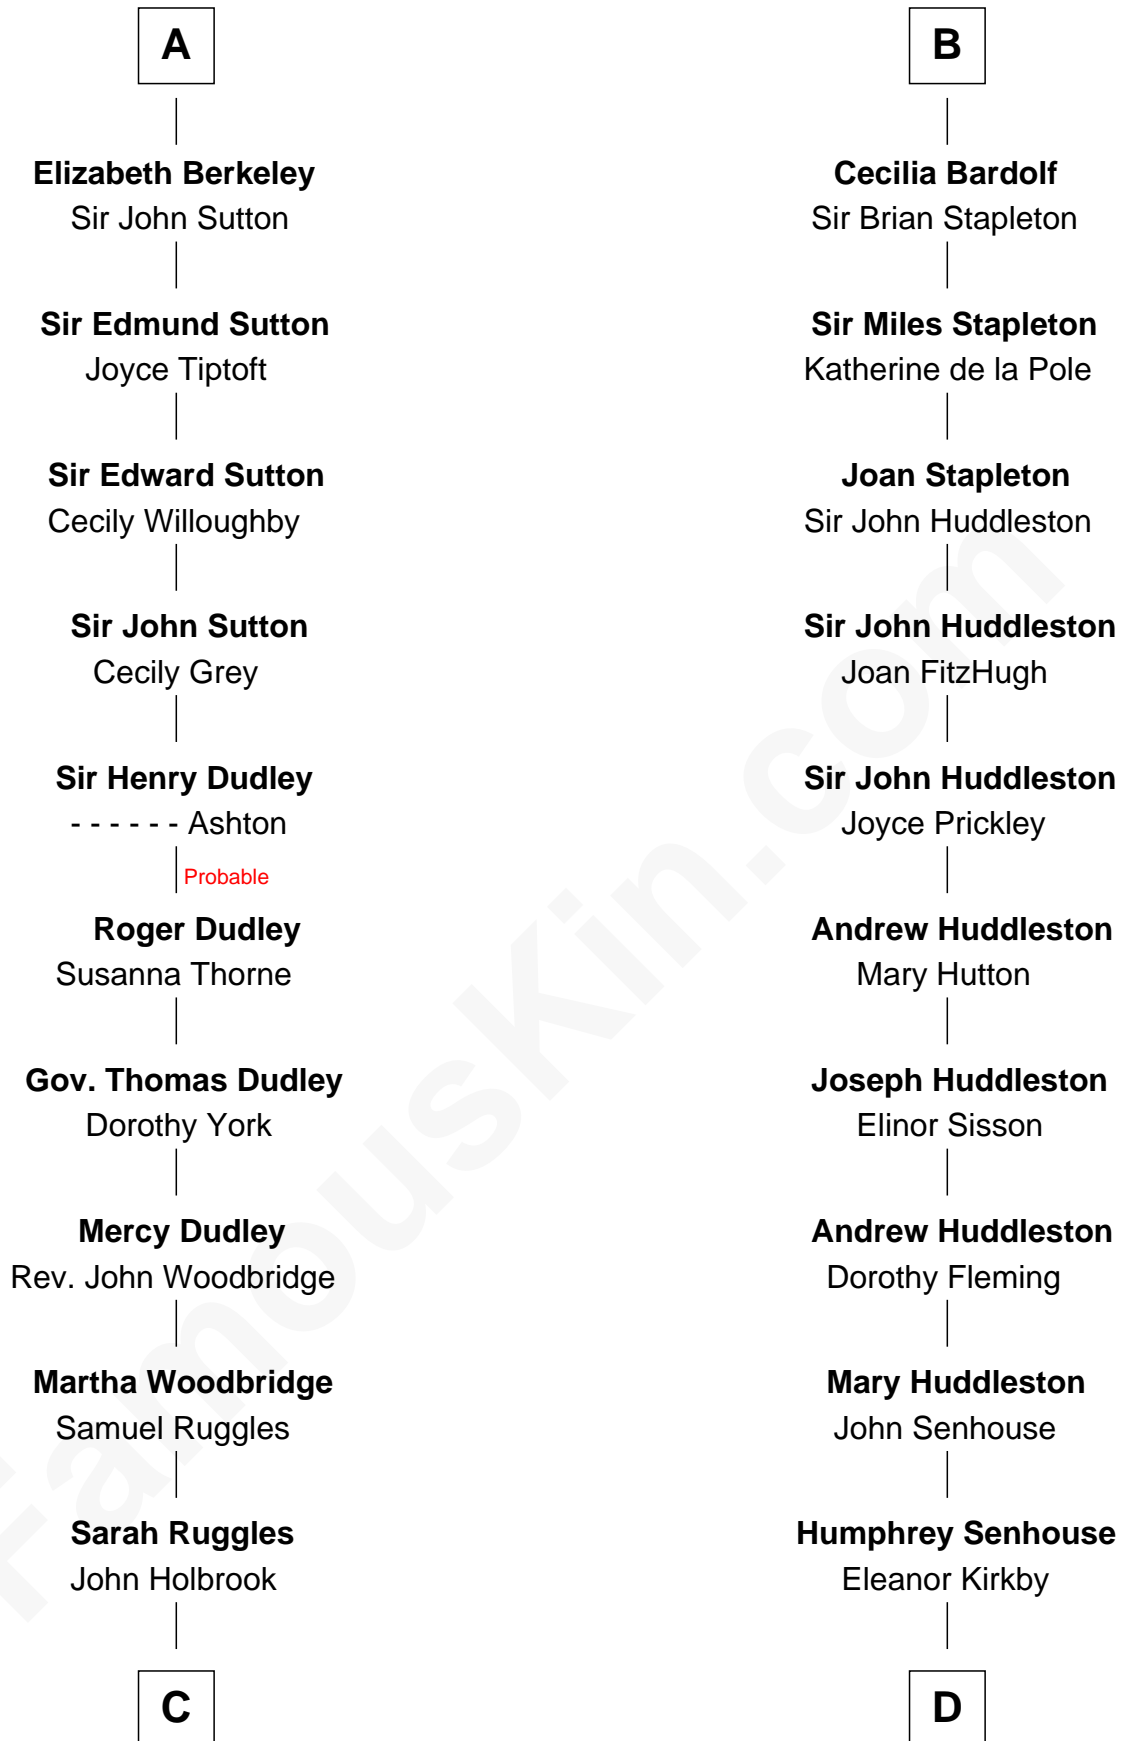 A
Elizabeth Berkeley
Sir John Sutton
Sir Edmund Sutton
Joyce Tiptoft
Sir Edward Sutton
Cecily Willoughby
Sir John Sutton
Cecily Grey
Sir Henry Dudley
- - - - - - Ashton
Probable
Roger Dudley
Susanna Thorne
Gov. Thomas Dudley
Dorothy York
Mercy Dudley
Rev. John Woodbridge
Martha Woodbridge
Samuel Ruggles
Sarah Ruggles
John Holbrook
C
B
Cecilia Bardolf
Sir Brian Stapleton
Sir Miles Stapleton
Katherine de la Pole
Joan Stapleton
Sir John Huddleston
Sir John Huddleston
Joan FitzHugh
Sir John Huddleston
Joyce Prickley
Andrew Huddleston
Mary Hutton
Joseph Huddleston
Elinor Sisson
Andrew Huddleston
Dorothy Fleming
Mary Huddleston
John Senhouse
Humphrey Senhouse
Eleanor Kirkby
D
FamousKin.com